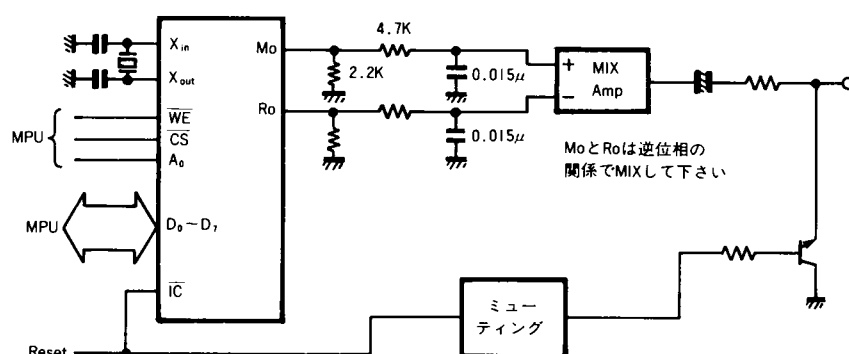 Xin
Xout
MPU
WE
CS
A0
MPU
D0~D7
IC
Reset
Mo
Ro
4.7K
2.2K
0.015μ
0.015μ
+
−
MIX
Amp
MoとRoは逆位相の
関係でMIXして下さい
ミュー
ティング